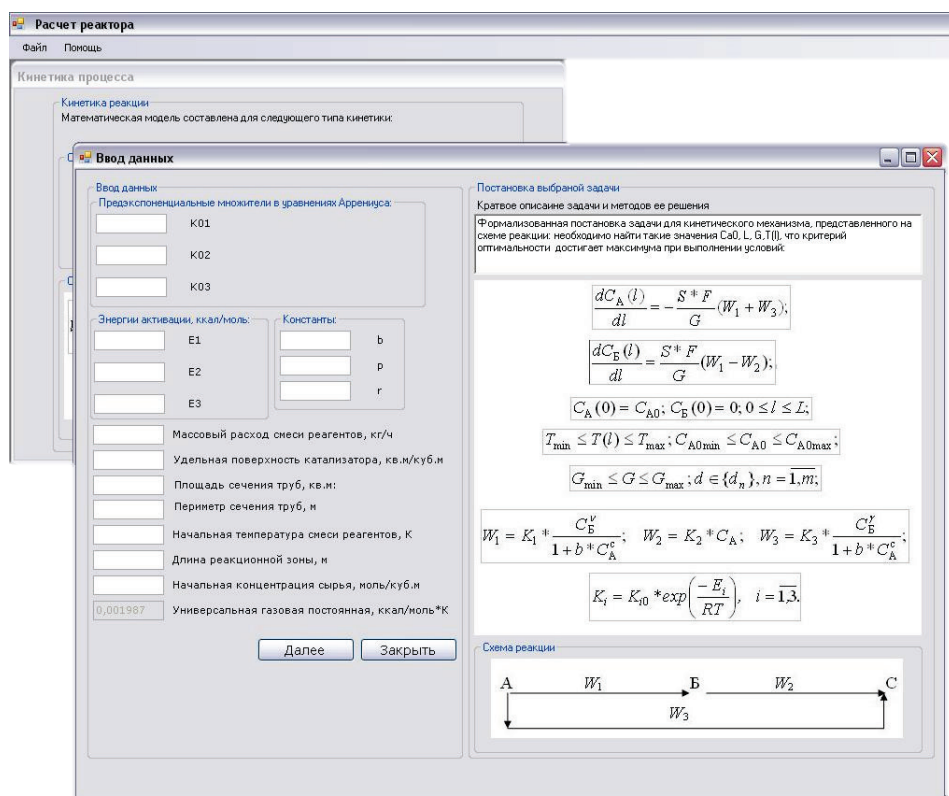 Расчет реактора
Файл Помощь
Кинетика процесса
Кинетика реакции
Математическая модель составлена для следующего типа кинетики:
Ввод данных
Ввод данных
Предэкспоненциальные множители в уравнениях Аррениуса:
K01
K02
K03
Энергии активации, ккал/моль:
E1
E2
E3
Константы:
b
p
r
Массовый расход смеси реагентов, кг/ч
Удельная поверхность катализатора, кв.м/куб.м
Площадь сечения труб, кв.м:
Периметр сечения труб, м
Начальная температура смеси реагентов, К
Длина реакционной зоны, м
Начальная концентрация сырья, моль/куб.м
0,001987 Универсальная газовая постоянная, ккал/моль*К
Далее Закрыть
Постановка выбраной задачи
Кратвое описаине задачи и методов ее решения
Формализованная постановка задачи для кинетического механизма, представленного на
схеме реакции: необходимо найти такие значения Ca0, L, G,T(l), что критерий
оптимальности достигает максимума при выполнении условий:
dC_A(l)/dl = −S*F/G (W_1 + W_3);
dC_Б(l)/dl = S*F/G (W_1 − W_2);
C_A(0) = C_A0; C_Б(0) = 0; 0 ≤ l ≤ L;
T_min ≤ T(l) ≤ T_max; C_A0min ≤ C_A0 ≤ C_A0max;
G_min ≤ G ≤ G_max; d ∈ {d_n}, n = 1,m;
W_1 = K_1 * C_Б^ν/(1 + b * C_A^c); W_2 = K_2 * C_A; W_3 = K_3 * C_Б^γ/(1 + b * C_A^c);
K_i = K_i0 * exp(−E_i/RT), i = 1,3.
Схема реакции
A W_1 Б W_2 C
W_3